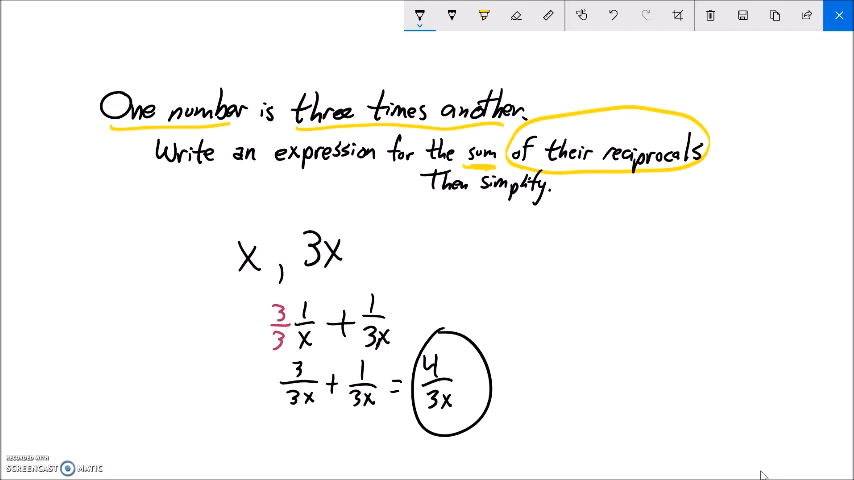 One number is three times another.
Write an expression for the sum of their reciprocals
Then simplify.
x , 3x
3/3 1/x + 1/3x
3/3x + 1/3x = 4/3x
RECORDED WITH
SCREENCAST MATIC